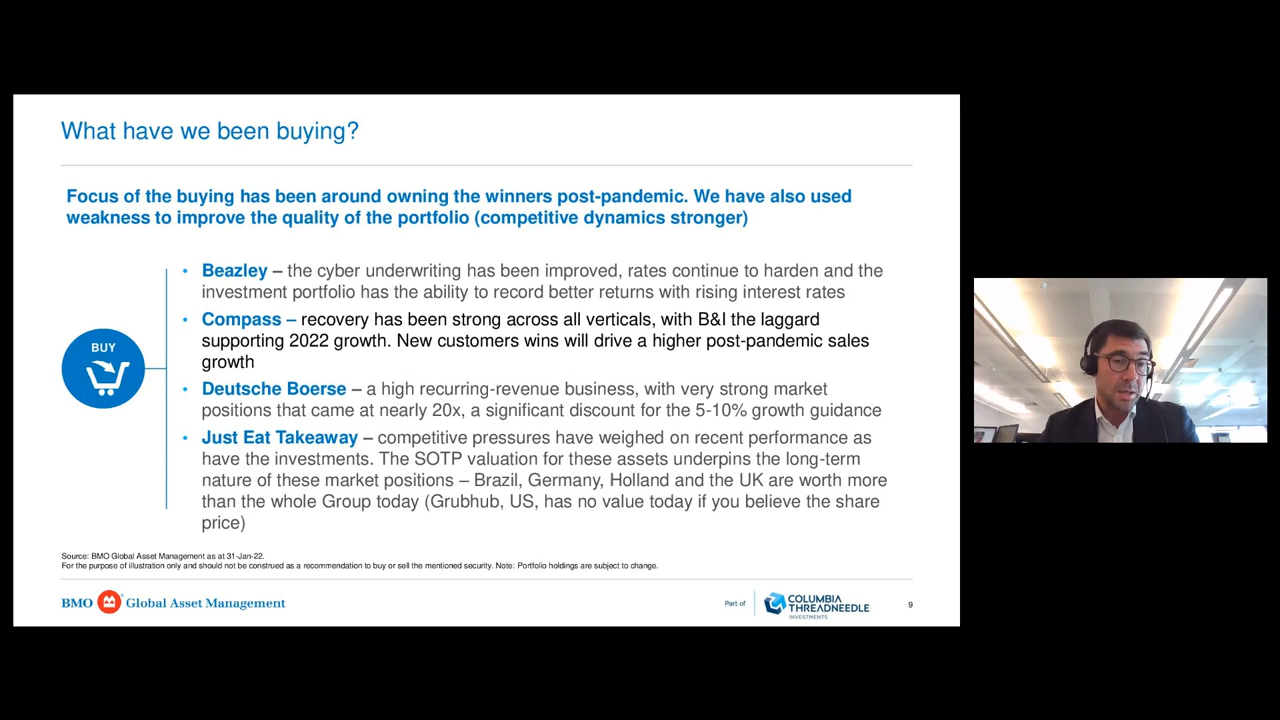 What have we been buying?
Focus of the buying has been around owning the winners post-pandemic. We have also used
weakness to improve the quality of the portfolio (competitive dynamics stronger)
BUY
• Beazley – the cyber underwriting has been improved, rates continue to harden and the
investment portfolio has the ability to record better returns with rising interest rates
• Compass – recovery has been strong across all verticals, with B&I the laggard
supporting 2022 growth. New customers wins will drive a higher post-pandemic sales
growth
• Deutsche Boerse – a high recurring-revenue business, with very strong market
positions that came at nearly 20x, a significant discount for the 5-10% growth guidance
• Just Eat Takeaway – competitive pressures have weighed on recent performance as
have the investments. The SOTP valuation for these assets underpins the long-term
nature of these market positions – Brazil, Germany, Holland and the UK are worth more
than the whole Group today (Grubhub, US, has no value today if you believe the share
price)
Source: BMO Global Asset Management as at 31-Jan-22.
For the purpose of illustration only and should not be construed as a recommendation to buy or sell the mentioned security. Note: Portfolio holdings are subject to change.
BMO Global Asset Management
Part of
COLUMBIA
THREADNEEDLE
INVESTMENTS
9